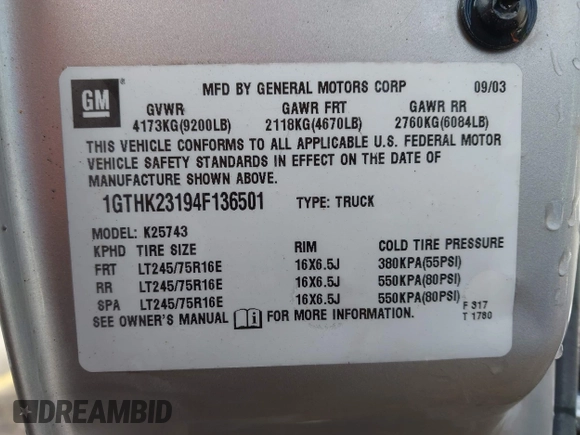 GM
MFD BY GENERAL MOTORS CORP 09/03
GVWR GAWR FRT GAWR RR
4173KG(9200LB) 2118KG(4670LB) 2760KG(6084LB)
THIS VEHICLE CONFORMS TO ALL APPLICABLE U.S. FEDERAL MOTOR
VEHICLE SAFETY STANDARDS IN EFFECT ON THE DATE OF
MANUFACTURE SHOWN ABOVE.
1GTHK23194F136501 TYPE: TRUCK
MODEL: K25743
KPHD TIRE SIZE RIM COLD TIRE PRESSURE
FRT LT245/75R16E 16X6.5J 380KPA(55PSI)
RR LT245/75R16E 16X6.5J 550KPA(80PSI)
SPA LT245/75R16E 16X6.5J 550KPA(80PSI)
SEE OWNER'S MANUAL FOR MORE INFORMATION.
F 317
T 1780
DREAMBID